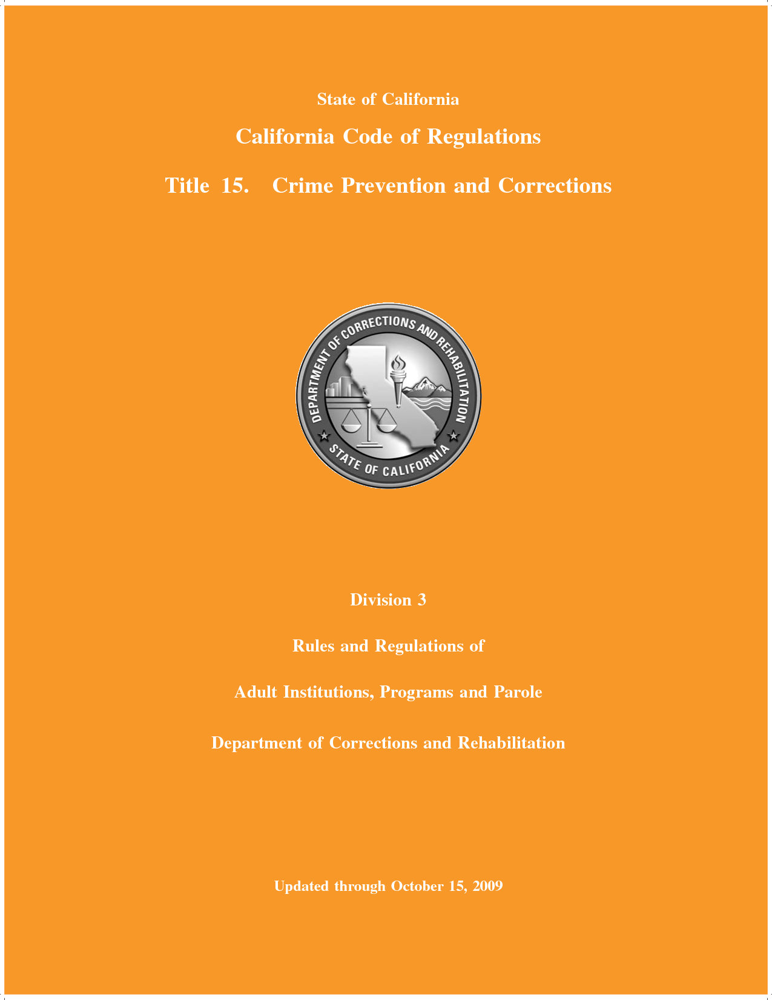 State of California
California Code of Regulations
Title 15. Crime Prevention and Corrections
DEPARTMENT OF CORRECTIONS AND REHABILITATION
STATE OF CALIFORNIA
Division 3
Rules and Regulations of
Adult Institutions, Programs and Parole
Department of Corrections and Rehabilitation
Updated through October 15, 2009